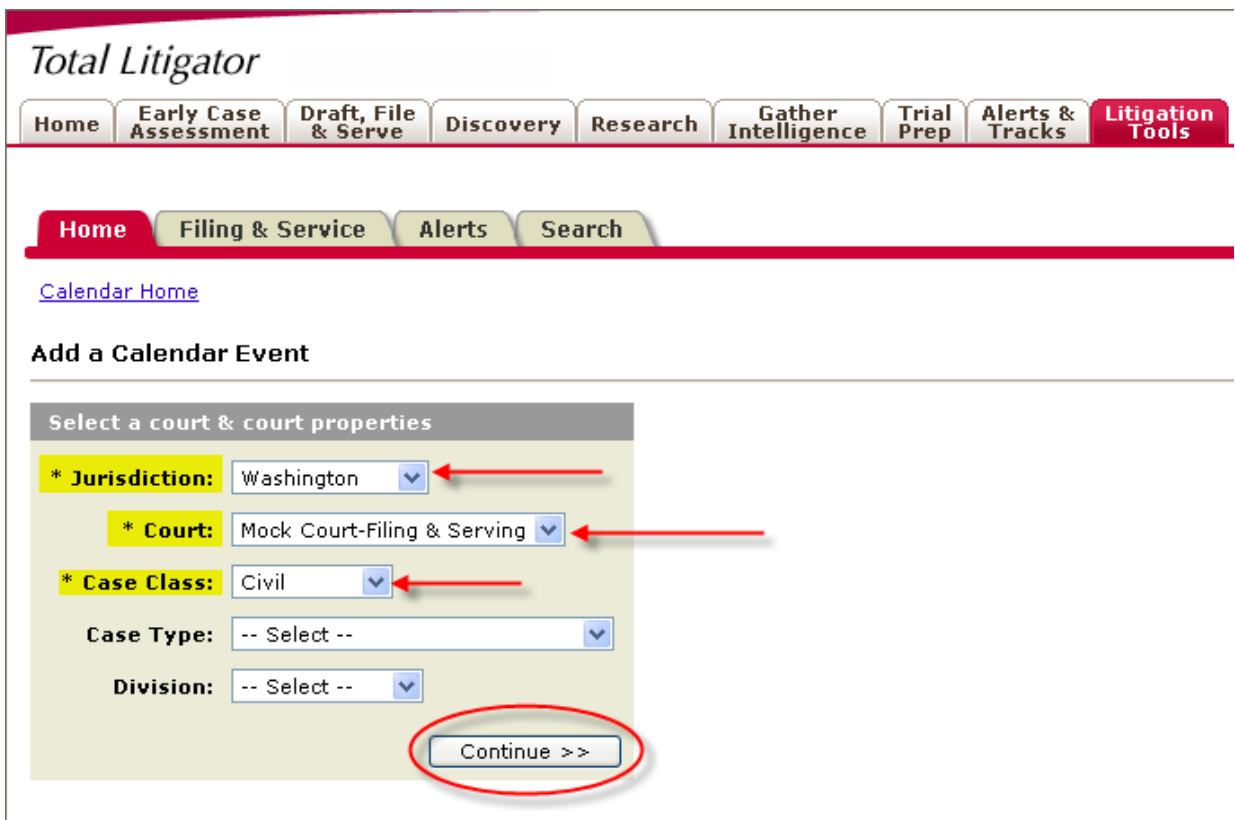 Total Litigator
Home Early Case Assessment Draft, File & Serve Discovery Research Gather Intelligence Trial Prep Alerts & Tracks Litigation Tools
Home Filing & Service Alerts Search
Calendar Home
Add a Calendar Event
Select a court & court properties
* Jurisdiction: Washington
* Court: Mock Court-Filing & Serving
* Case Class: Civil
Case Type: -- Select --
Division: -- Select --
Continue >>